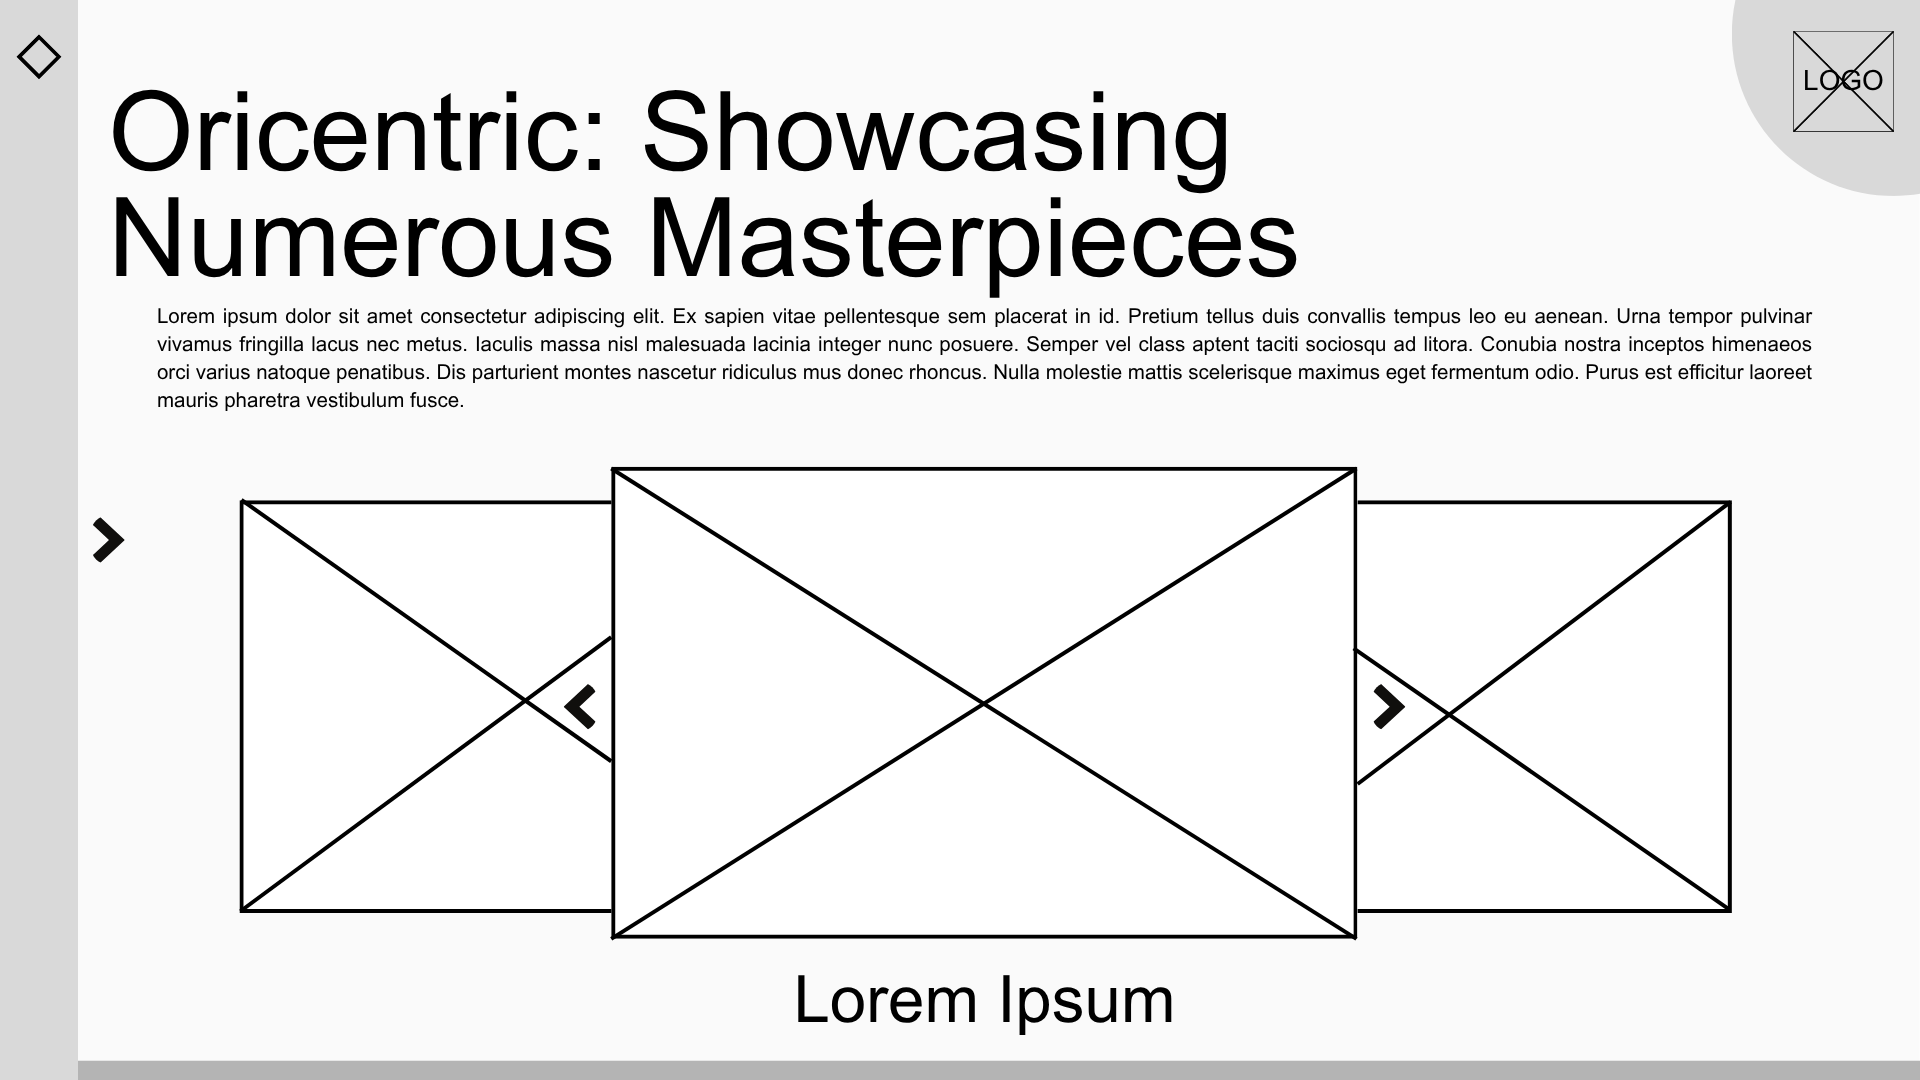 LOGO
Oricentric: Showcasing
Numerous Masterpieces
Lorem ipsum dolor sit amet consectetur adipiscing elit. Ex sapien vitae pellentesque sem placerat in id. Pretium tellus duis convallis tempus leo eu aenean. Urna tempor pulvinar
vivamus fringilla lacus nec metus. Iaculis massa nisl malesuada lacinia integer nunc posuere. Semper vel class aptent taciti sociosqu ad litora. Conubia nostra inceptos himenaeos
orci varius natoque penatibus. Dis parturient montes nascetur ridiculus mus donec rhoncus. Nulla molestie mattis scelerisque maximus eget fermentum odio. Purus est efficitur laoreet
mauris pharetra vestibulum fusce.
Lorem Ipsum